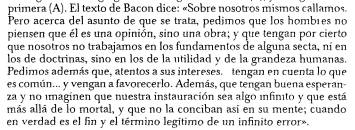 primera (A). El texto de Bacon dice: «Sobre nosotros mismos callamos.
Pero acerca del asunto de que se trata, pedimos que los hombres no
piensen que él es una opinión, sino una obra; y que tengan por cierto
que nosotros no trabajamos en los fundamentos de alguna secta, ni en
los de doctrinas, sino en los de la utilidad y de la grandeza humanas.
Pedimos además que, atentos a sus intereses. tengan en cuenta lo que
es común... y vengan a favorecerlo. Además, que tengan buena esperan-
za y no imaginen que nuestra instauración sea algo infinto y que está
más allá de lo mortal, y que no la conciban así en su mente; cuando
en verdad es el fin y el término legítimo de un infinito error».